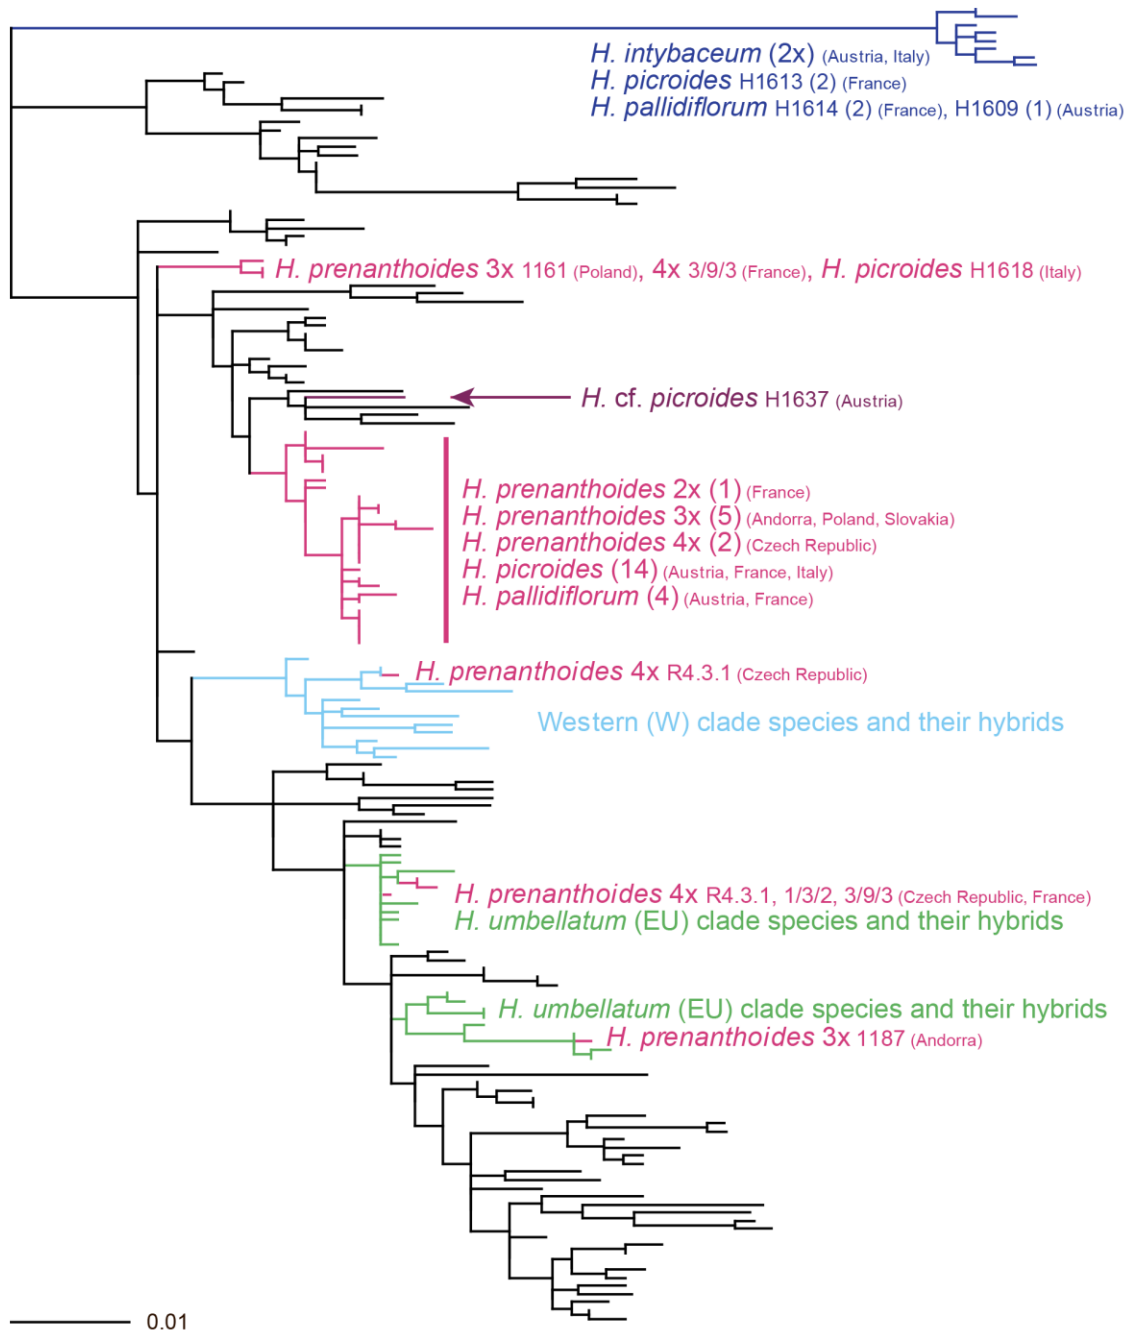 H. intybaceum (2x) (Austria, Italy)
H. picroides H1613 (2) (France)
H. pallidiflorum H1614 (2) (France), H1609 (1) (Austria)
H. prenanthoides 3x 1161 (Poland), 4x 3/9/3 (France), H. picroides H1618 (Italy)
H. cf. picroides H1637 (Austria)
H. prenanthoides 2x (1) (France)
H. prenanthoides 3x (5) (Andorra, Poland, Slovakia)
H. prenanthoides 4x (2) (Czech Republic)
H. picroides (14) (Austria, France, Italy)
H. pallidiflorum (4) (Austria, France)
H. prenanthoides 4x R4.3.1 (Czech Republic)
Western (W) clade species and their hybrids
H. prenanthoides 4x R4.3.1, 1/3/2, 3/9/3 (Czech Republic, France)
H. umbellatum (EU) clade species and their hybrids
H. umbellatum (EU) clade species and their hybrids
H. prenanthoides 3x 1187 (Andorra)
0.01